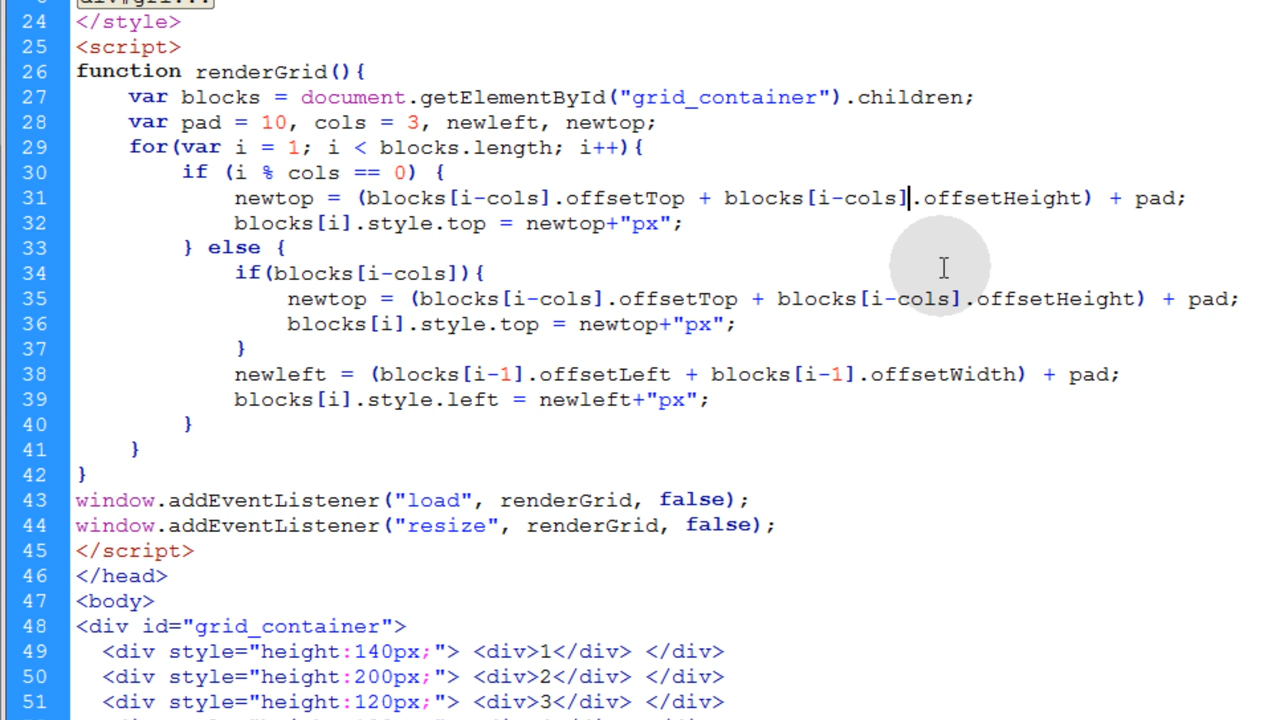 24 </style>
25 <script>
26 function renderGrid(){
27 var blocks = document.getElementById("grid_container").children;
28 var pad = 10, cols = 3, newleft, newtop;
29 for(var i = 1; i < blocks.length; i++){
30 if (i % cols == 0) {
31 newtop = (blocks[i-cols].offsetTop + blocks[i-cols].offsetHeight) + pad;
32 blocks[i].style.top = newtop+"px";
33 } else {
34 if(blocks[i-cols]){
35 newtop = (blocks[i-cols].offsetTop + blocks[i-cols].offsetHeight) + pad;
36 blocks[i].style.top = newtop+"px";
37 }
38 newleft = (blocks[i-1].offsetLeft + blocks[i-1].offsetWidth) + pad;
39 blocks[i].style.left = newleft+"px";
40 }
41 }
42 }
43 window.addEventListener("load", renderGrid, false);
44 window.addEventListener("resize", renderGrid, false);
45 </script>
46 </head>
47 <body>
48 <div id="grid_container">
49 <div style="height:140px;"> <div>1</div> </div>
50 <div style="height:200px;"> <div>2</div> </div>
51 <div style="height:120px;"> <div>3</div> </div>